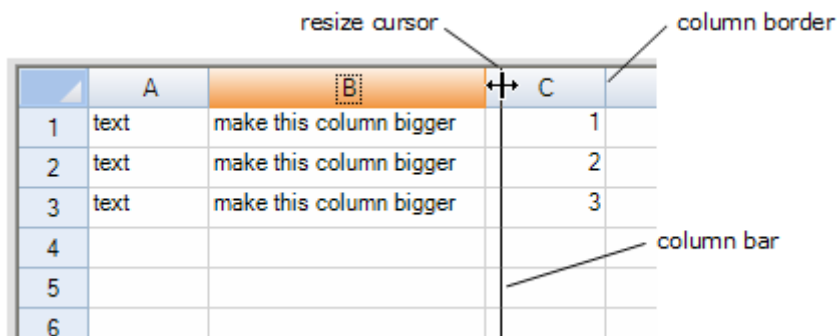 resize cursor column border
A B C
1 text make this column bigger 1
2 text make this column bigger 2
3 text make this column bigger 3
4
column bar
5
6